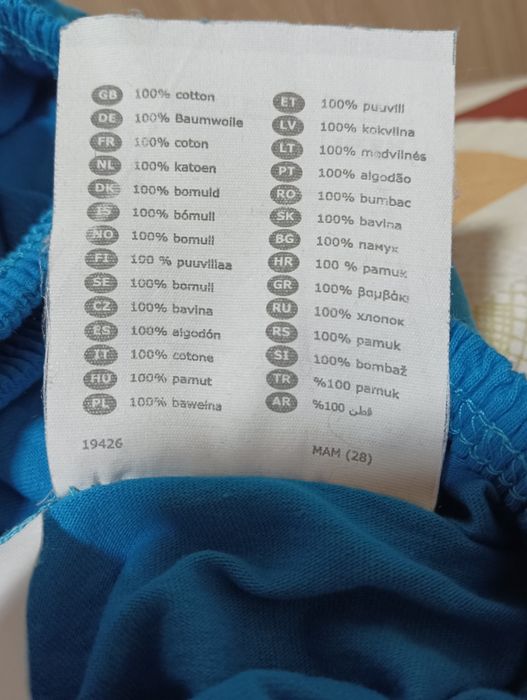 GB 100% cotton
DE 100% Baumwolle
FR 100% coton
NL 100% katoen
DK 100% bomuld
IS 100% bómull
NO 100% bomull
FI 100 % puuvillaa
SE 100% bomull
CZ 100% bavlna
ES 100% algodón
IT 100% cotone
HU 100% pamut
PL 100% bawełna
19426
ET 100% puuvill
LV 100% kokvilna
LT 100% medvilnės
PT 100% algodão
RO 100% bumbac
SK 100% bavlna
BG 100% памук
HR 100 % pamuk
GR 100% βαμβάκι
RU 100% хлопок
RS 100% pamuk
SI 100% bombaž
TR %100 pamuk
AR %100 قطن
MAM (28)